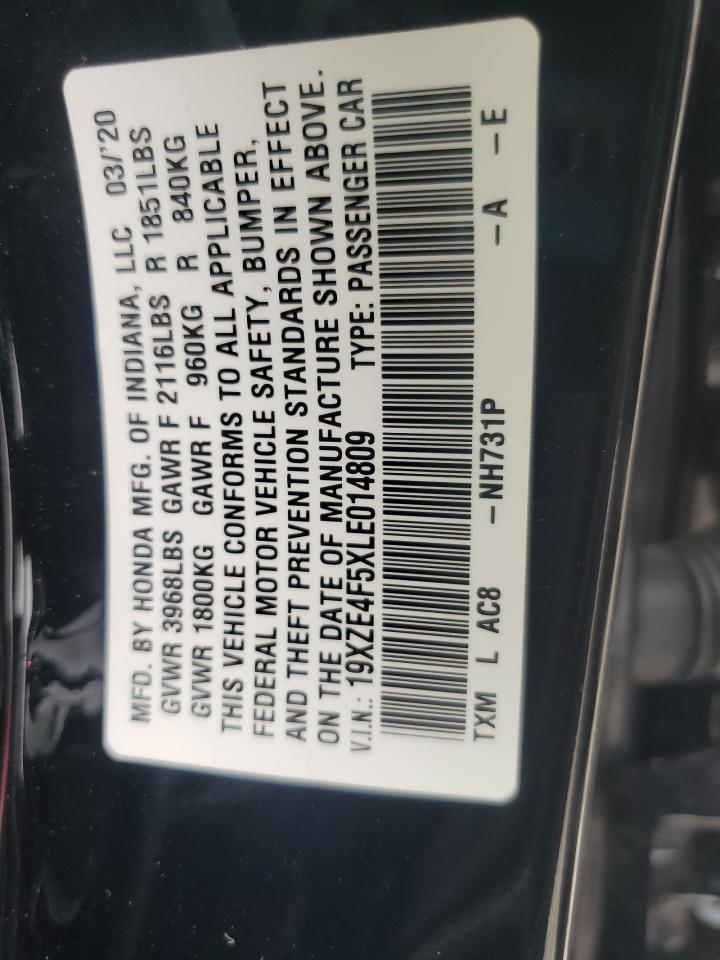 MFD. BY HONDA MFG. OF INDIANA, LLC 03/'20
GVWR 3968LBS GAWR F 2116LBS R 1851LBS
GVWR 1800KG GAWR F 960KG R 840KG
THIS VEHICLE CONFORMS TO ALL APPLICABLE
FEDERAL MOTOR VEHICLE SAFETY, BUMPER,
AND THEFT PREVENTION STANDARDS IN EFFECT
ON THE DATE OF MANUFACTURE SHOWN ABOVE.
V.I.N.: 19XZE4F5XLE014809 TYPE: PASSENGER CAR
TXM L AC8 -NH731P -A -E